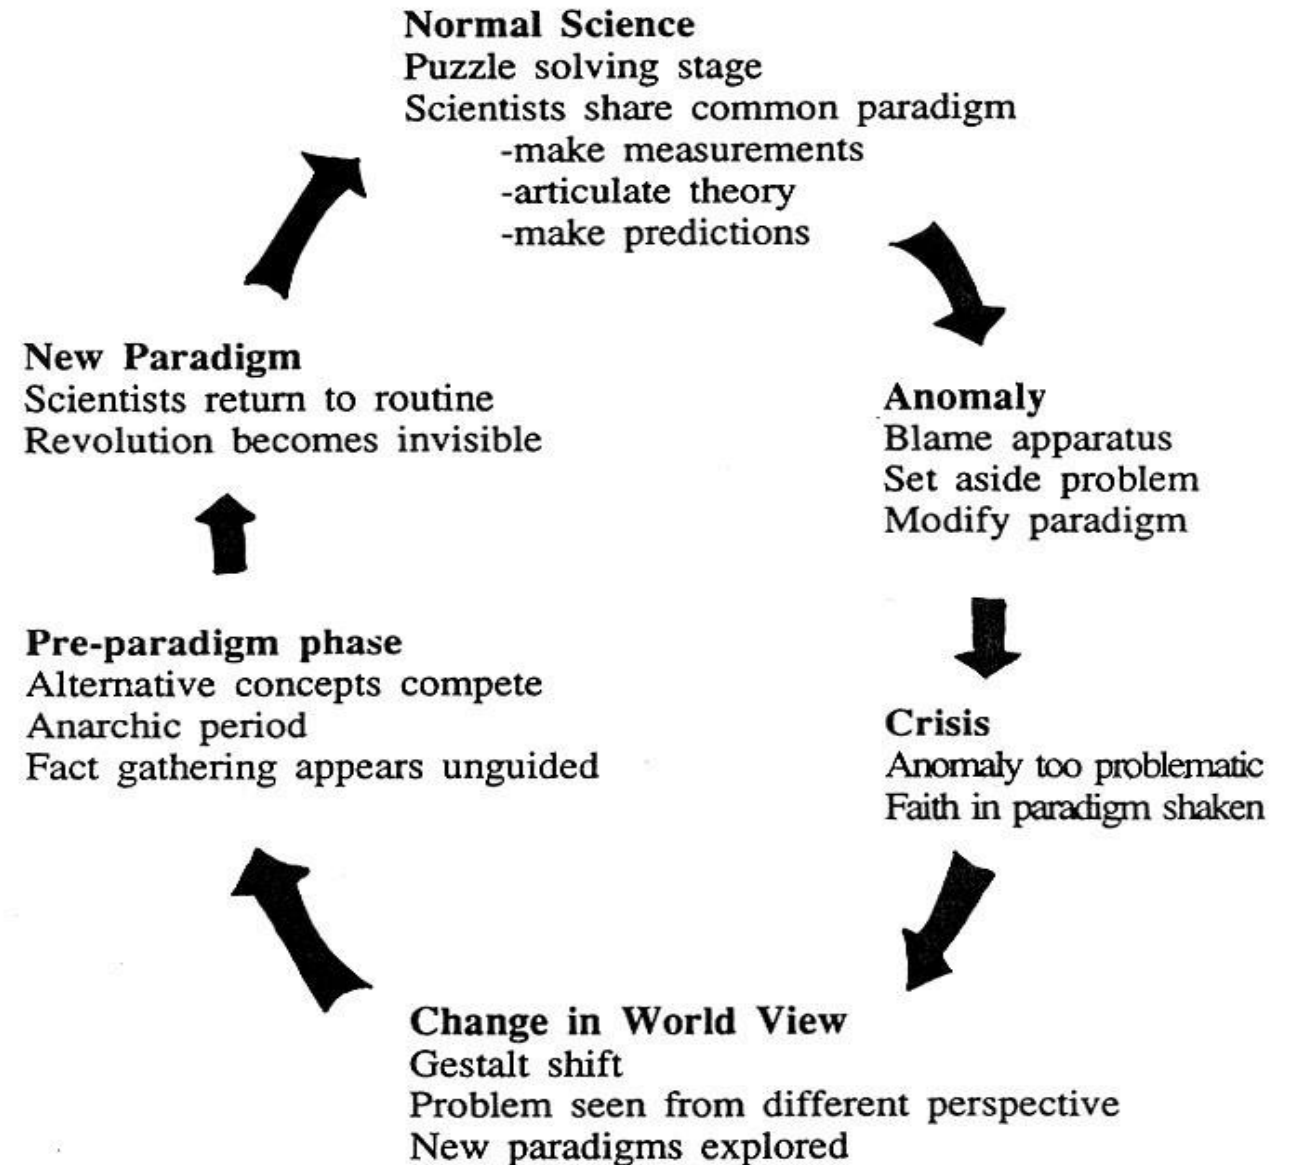 Normal Science
Puzzle solving stage
Scientists share common paradigm
-make measurements
-articulate theory
-make predictions
Anomaly
Blame apparatus
Set aside problem
Modify paradigm
Crisis
Anomaly too problematic
Faith in paradigm shaken
Change in World View
Gestalt shift
Problem seen from different perspective
New paradigms explored
Pre-paradigm phase
Alternative concepts compete
Anarchic period
Fact gathering appears unguided
New Paradigm
Scientists return to routine
Revolution becomes invisible